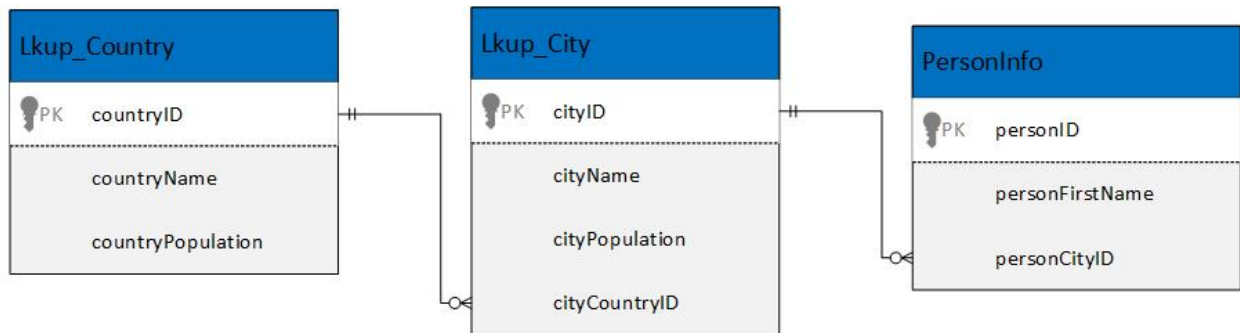 Lkup_Country
PK countryID
countryName
countryPopulation
Lkup_City
PK cityID
cityName
cityPopulation
cityCountryID
PersonInfo
PK personID
personFirstName
personCityID